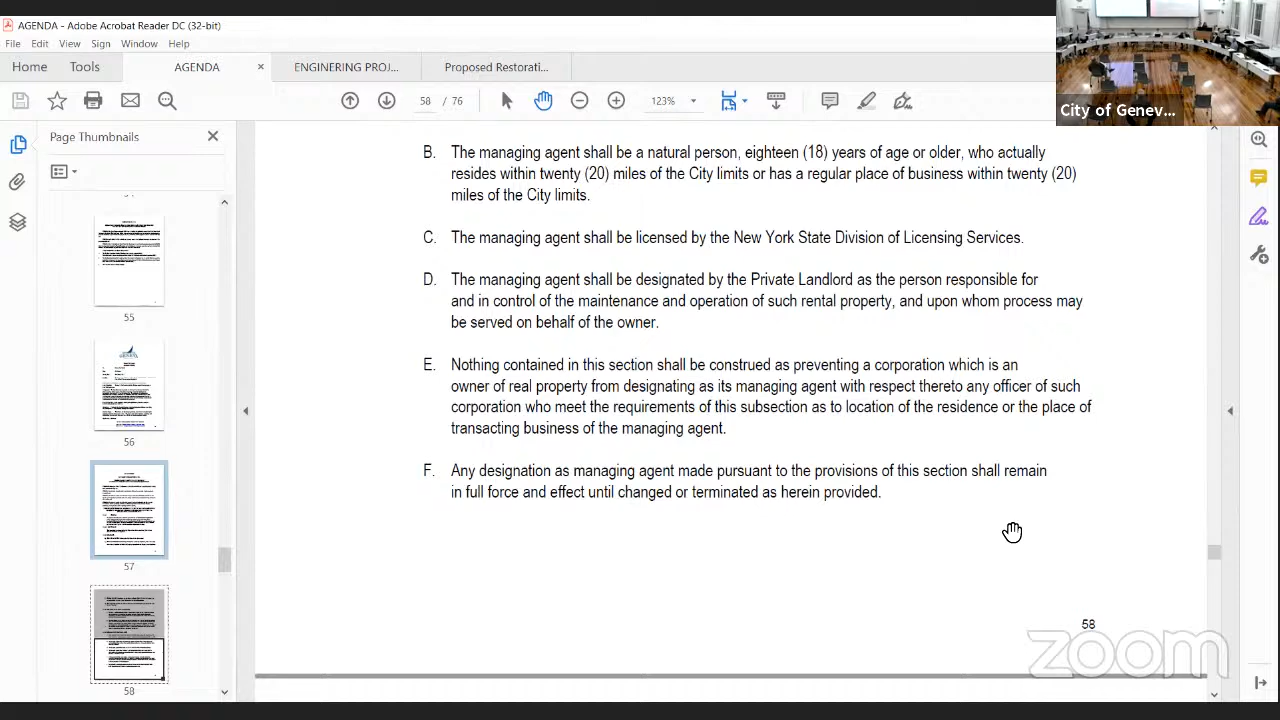 AGENDA - Adobe Acrobat Reader DC (32-bit)
File Edit View Sign Window Help
Home Tools AGENDA × ENGINERING PROJ... Proposed Restorati...
58 / 76 123%
City of Genev...
Page Thumbnails
55
56
57
58
B. The managing agent shall be a natural person, eighteen (18) years of age or older, who actually
resides within twenty (20) miles of the City limits or has a regular place of business within twenty (20)
miles of the City limits.
C. The managing agent shall be licensed by the New York State Division of Licensing Services.
D. The managing agent shall be designated by the Private Landlord as the person responsible for
and in control of the maintenance and operation of such rental property, and upon whom process may
be served on behalf of the owner.
E. Nothing contained in this section shall be construed as preventing a corporation which is an
owner of real property from designating as its managing agent with respect thereto any officer of such
corporation who meet the requirements of this subsection as to location of the residence or the place of
transacting business of the managing agent.
F. Any designation as managing agent made pursuant to the provisions of this section shall remain
in full force and effect until changed or terminated as herein provided.
58
zoom